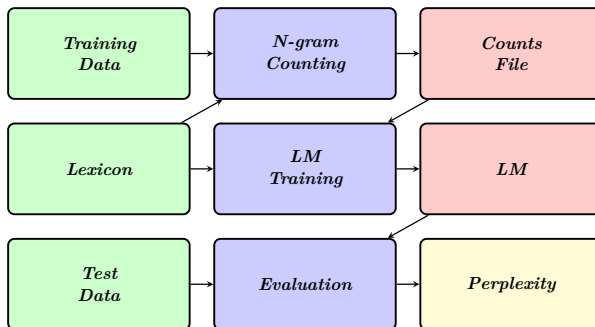 Training
Data
N-gram
Counting
Counts
File
Lexicon
LM
Training
LM
Test
Data
Evaluation
Perplexity